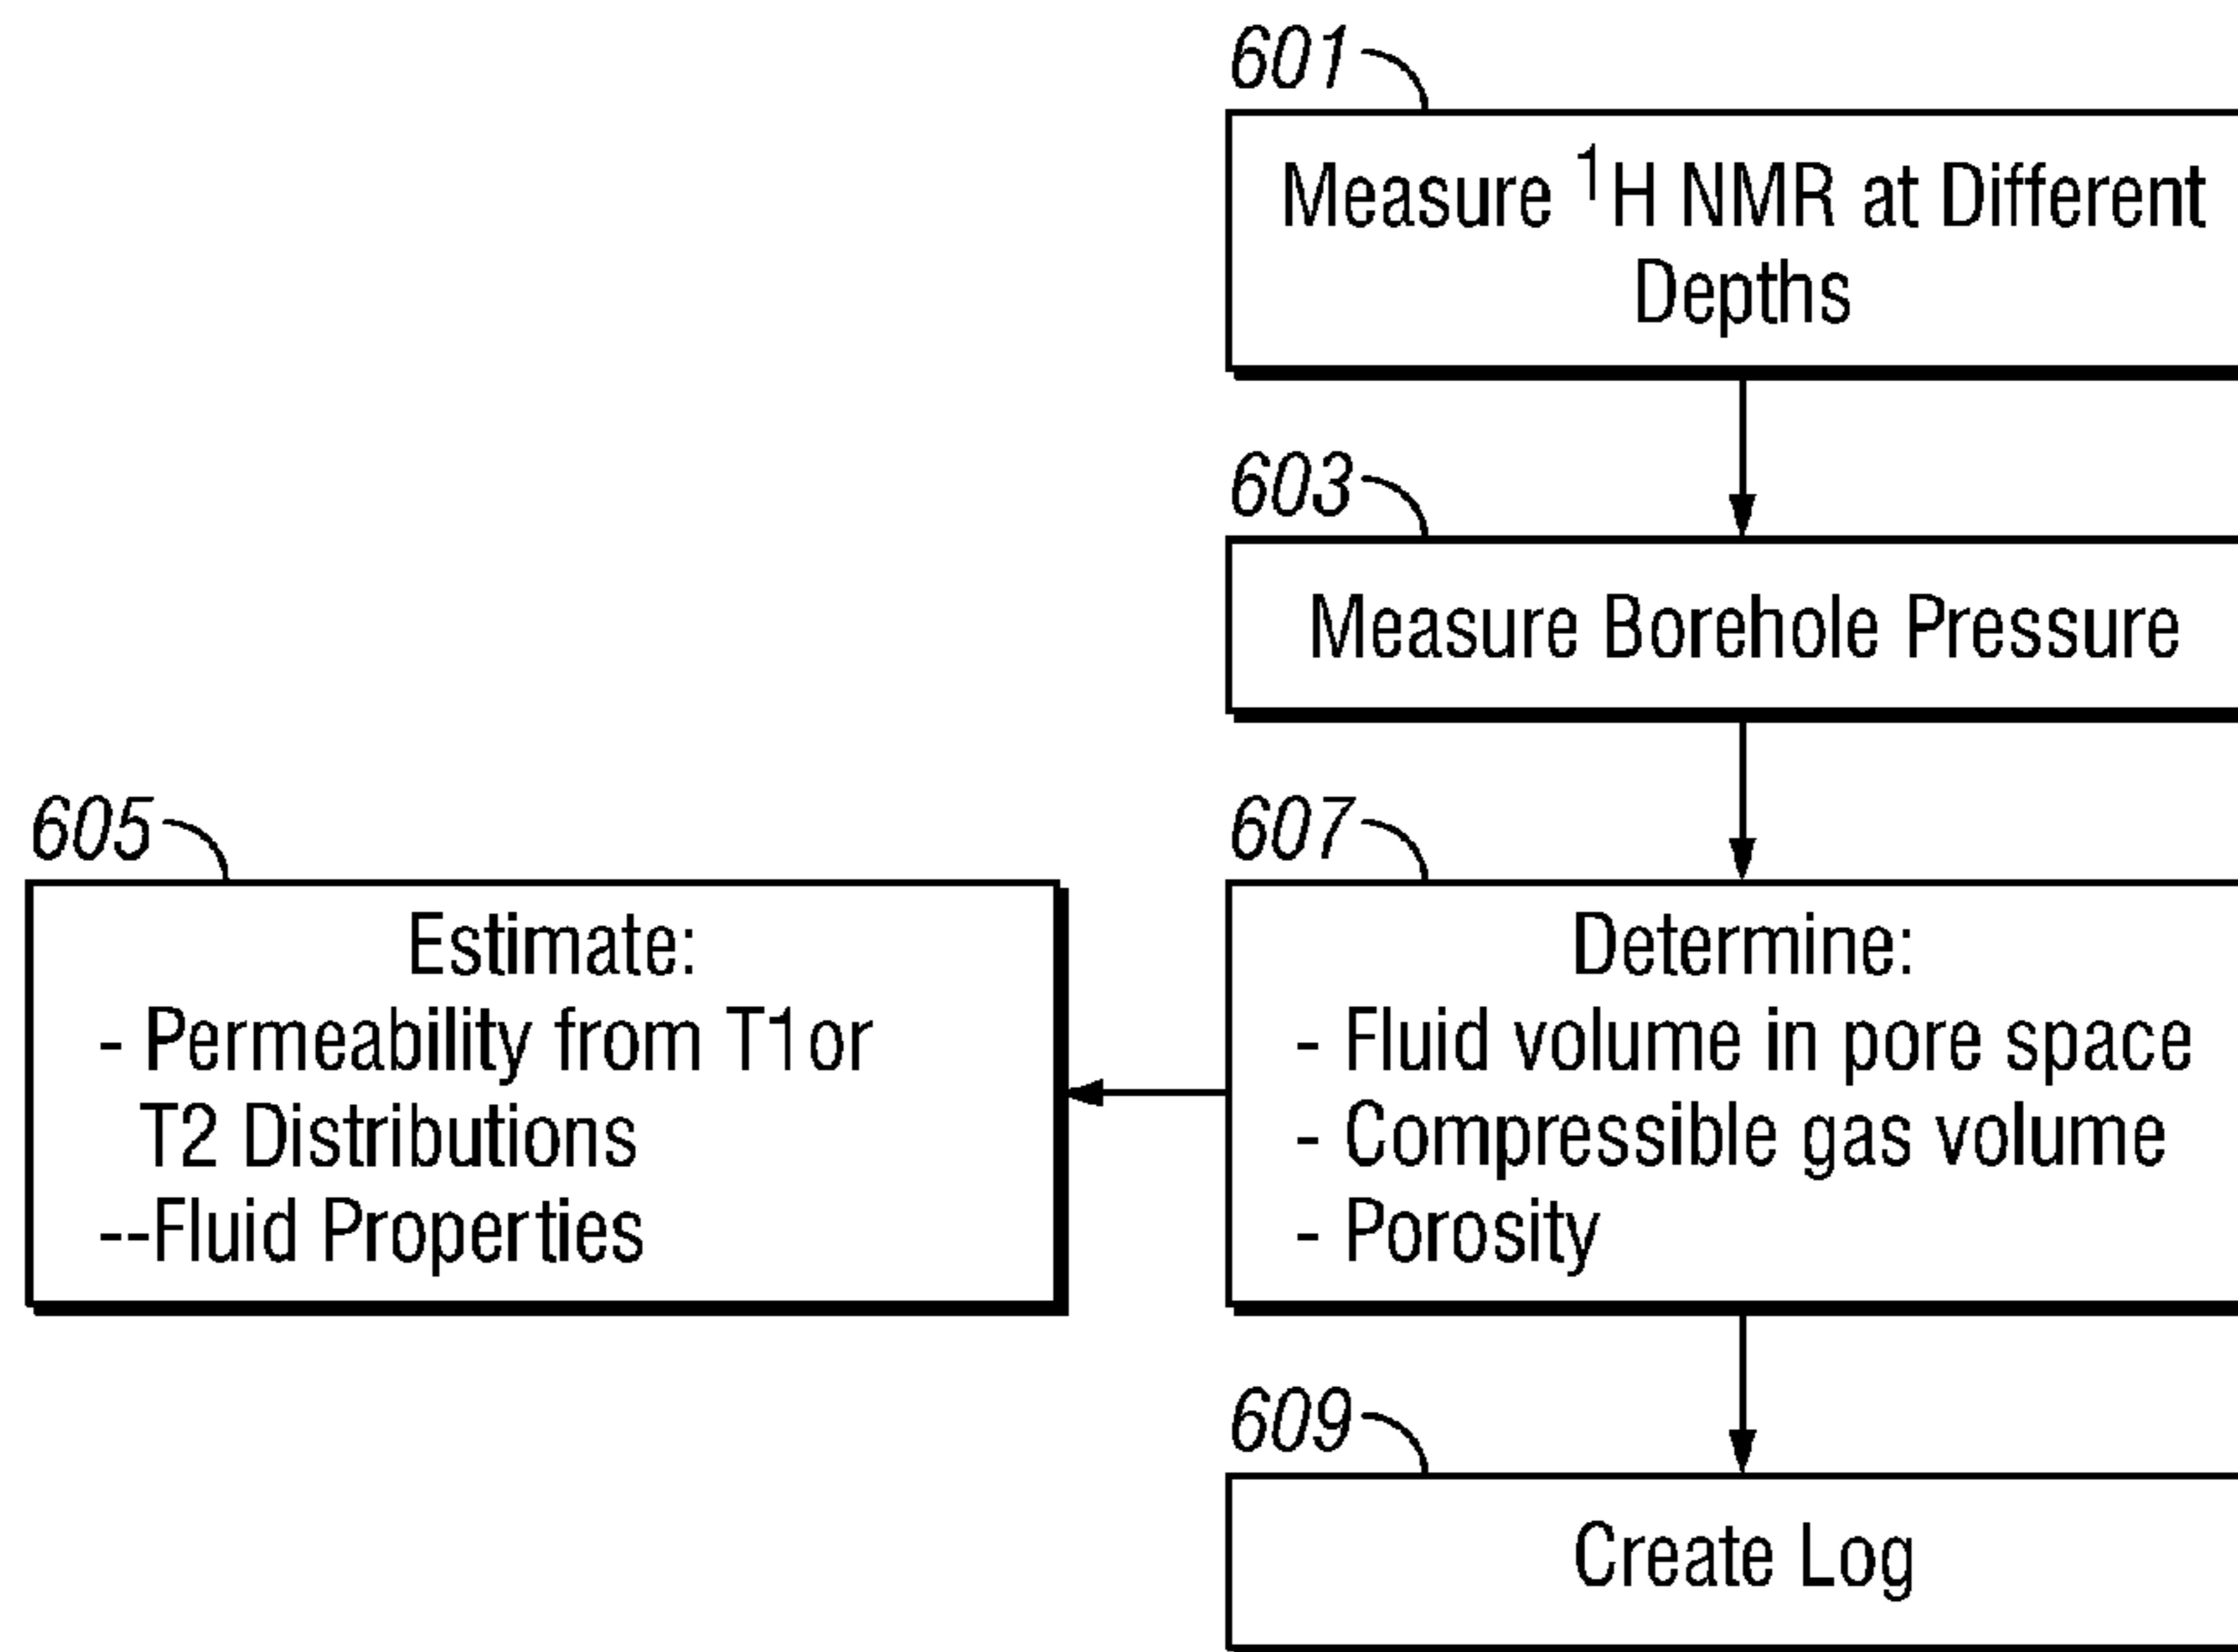 601
Measure ¹H NMR at Different
Depths
603
Measure Borehole Pressure
605
Estimate:
- Permeability from T1or
T2 Distributions
--Fluid Properties
607
Determine:
- Fluid volume in pore space
- Compressible gas volume
- Porosity
609
Create Log